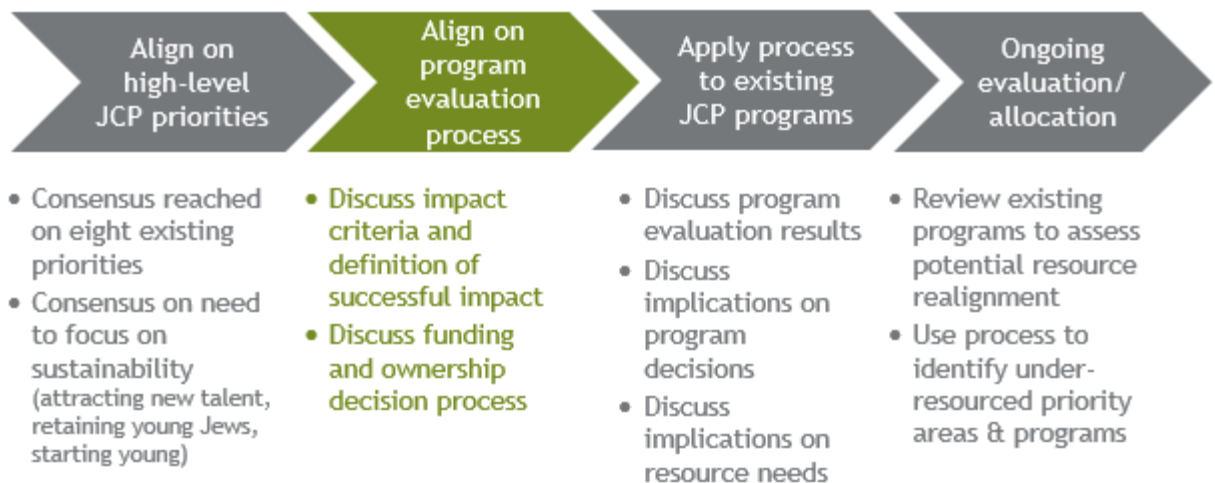 Align on
high-level
JCP priorities
Align on
program
evaluation
process
Apply process
to existing
JCP programs
Ongoing
evaluation/
allocation
• Consensus reached
on eight existing
priorities
• Consensus on need
to focus on
sustainability
(attracting new talent,
retaining young Jews,
starting young)
• Discuss impact
criteria and
definition of
successful impact
• Discuss funding
and ownership
decision process
• Discuss program
evaluation results
• Discuss
implications on
program
decisions
• Discuss
implications on
resource needs
• Review existing
programs to assess
potential resource
realignment
• Use process to
identify under-
resourced priority
areas & programs